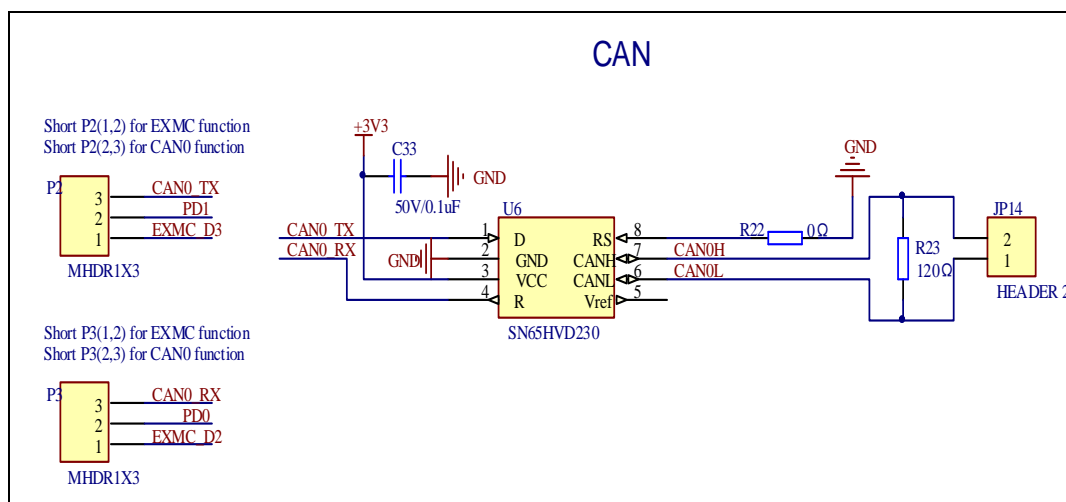 CAN
Short P2(1,2) for EXMC function
Short P2(2,3) for CAN0 function
P2
3 CAN0_TX
2 PD1
1 EXMC_D3
MHDR1X3
Short P3(1,2) for EXMC function
Short P3(2,3) for CAN0 function
P3
3 CAN0_RX
2 PD0
1 EXMC_D2
MHDR1X3
+3V3
C33
GND
50V/0.1uF
U6
CAN0_TX 1 D
CAN0_RX
GND 2 GND
3 VCC
4 R
RS 8
CANH 7 CAN0H
CANL 6 CAN0L
Vref 5
SN65HVD230
R22 0Ω
GND
R23
120Ω
JP14
2
1
HEADER 2